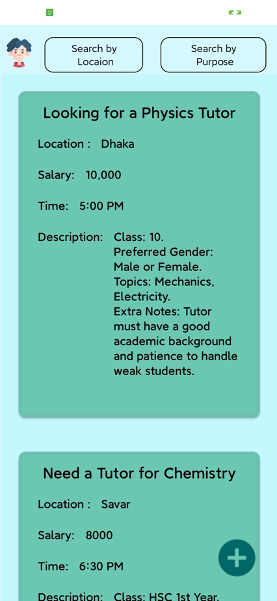 Search by
Locaion
Search by
Purpose
Looking for a Physics Tutor
Location : Dhaka
Salary: 10,000
Time: 5:00 PM
Description: Class: 10.
Preferred Gender:
Male or Female.
Topics: Mechanics,
Electricity.
Extra Notes: Tutor
must have a good
academic background
and patience to handle
weak students.
Need a Tutor for Chemistry
Location : Savar
Salary: 8000
Time: 6:30 PM
Description: Class: HSC 1st Year.